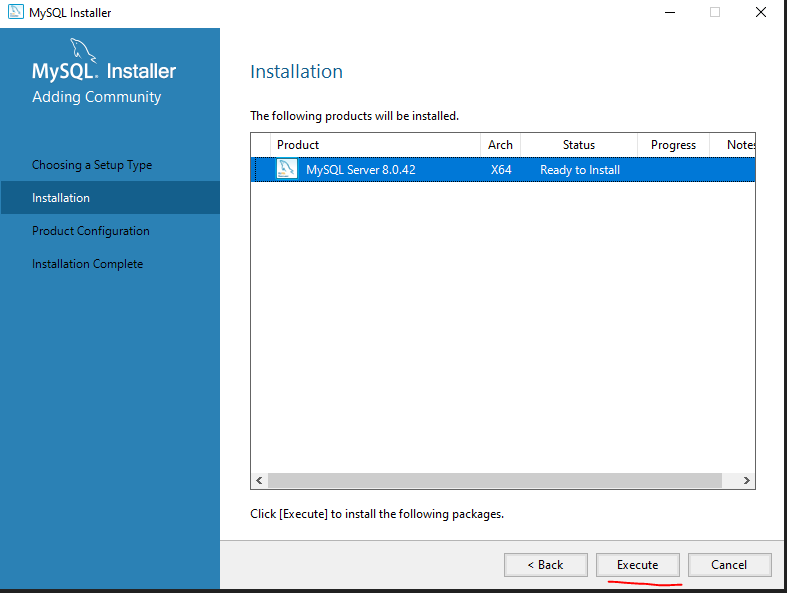 MySQL Installer
MySQL. Installer
Adding Community
Choosing a Setup Type
Installation
Product Configuration
Installation Complete
Installation
The following products will be installed.
Product Arch Status Progress Notes
MySQL Server 8.0.42 X64 Ready to Install
Click [Execute] to install the following packages.
< Back Execute Cancel